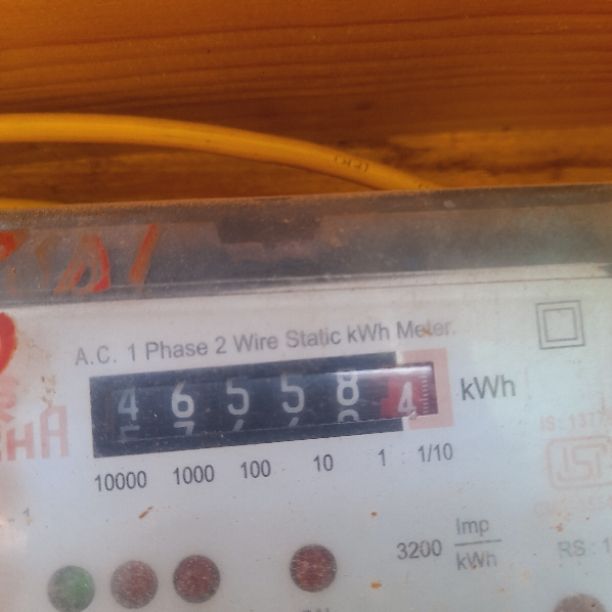 A.C. 1 Phase 2 Wire Static kWh Meter.
4 6 5 5 8 4 kWh
10000 1000 100 10 1 1/10
3200 Imp/kWh